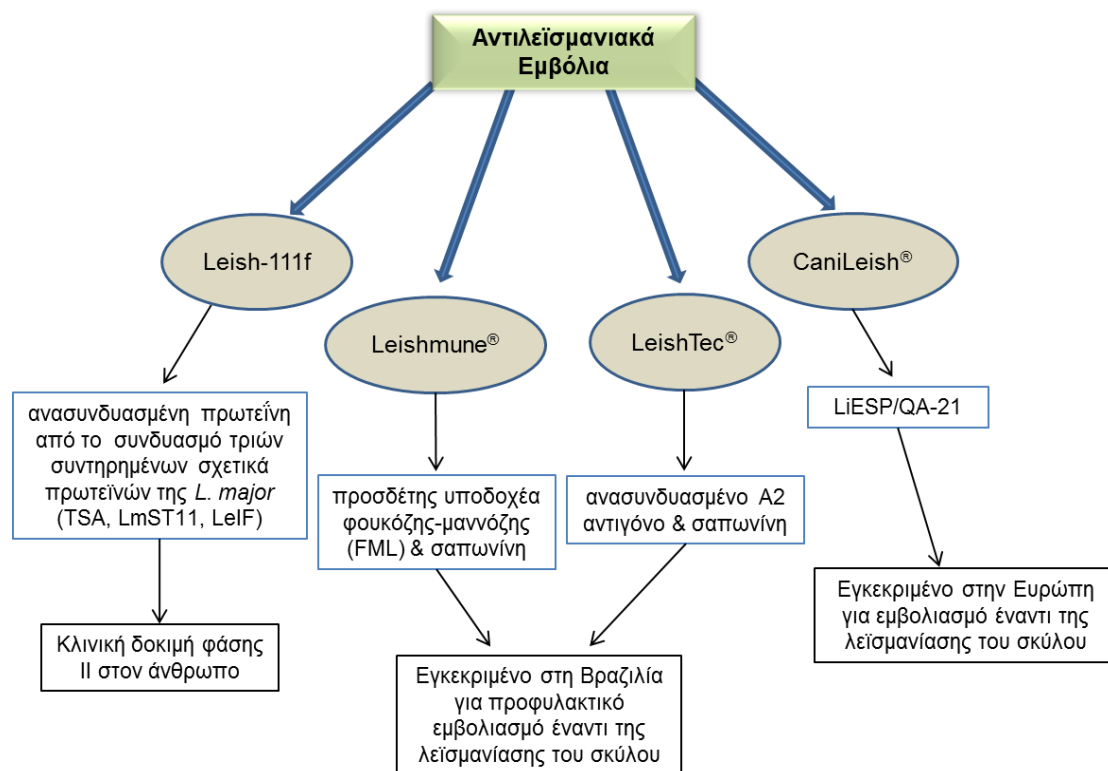 Αντιλεϊσμανιακά
Εμβόλια
Leish-111f
Leishmune®
LeishTec®
CaniLeish®
ανασυνδυασμένη πρωτεΐνη
από το συνδυασμό τριών
συντηρημένων σχετικά
πρωτεϊνών της L. major
(TSA, LmST11, LeIF)
προσδέτης υποδοχέα
φουκόζης-μαννόζης
(FML) & σαπωνίνη
ανασυνδυασμένο A2
αντιγόνο & σαπωνίνη
LiESP/QA-21
Κλινική δοκιμή φάσης
II στον άνθρωπο
Εγκεκριμένο στη Βραζιλία
για προφυλακτικό
εμβολιασμό έναντι της
λεϊσμανίασης του σκύλου
Εγκεκριμένο στην Ευρώπη
για εμβολιασμό έναντι της
λεϊσμανίασης του σκύλου